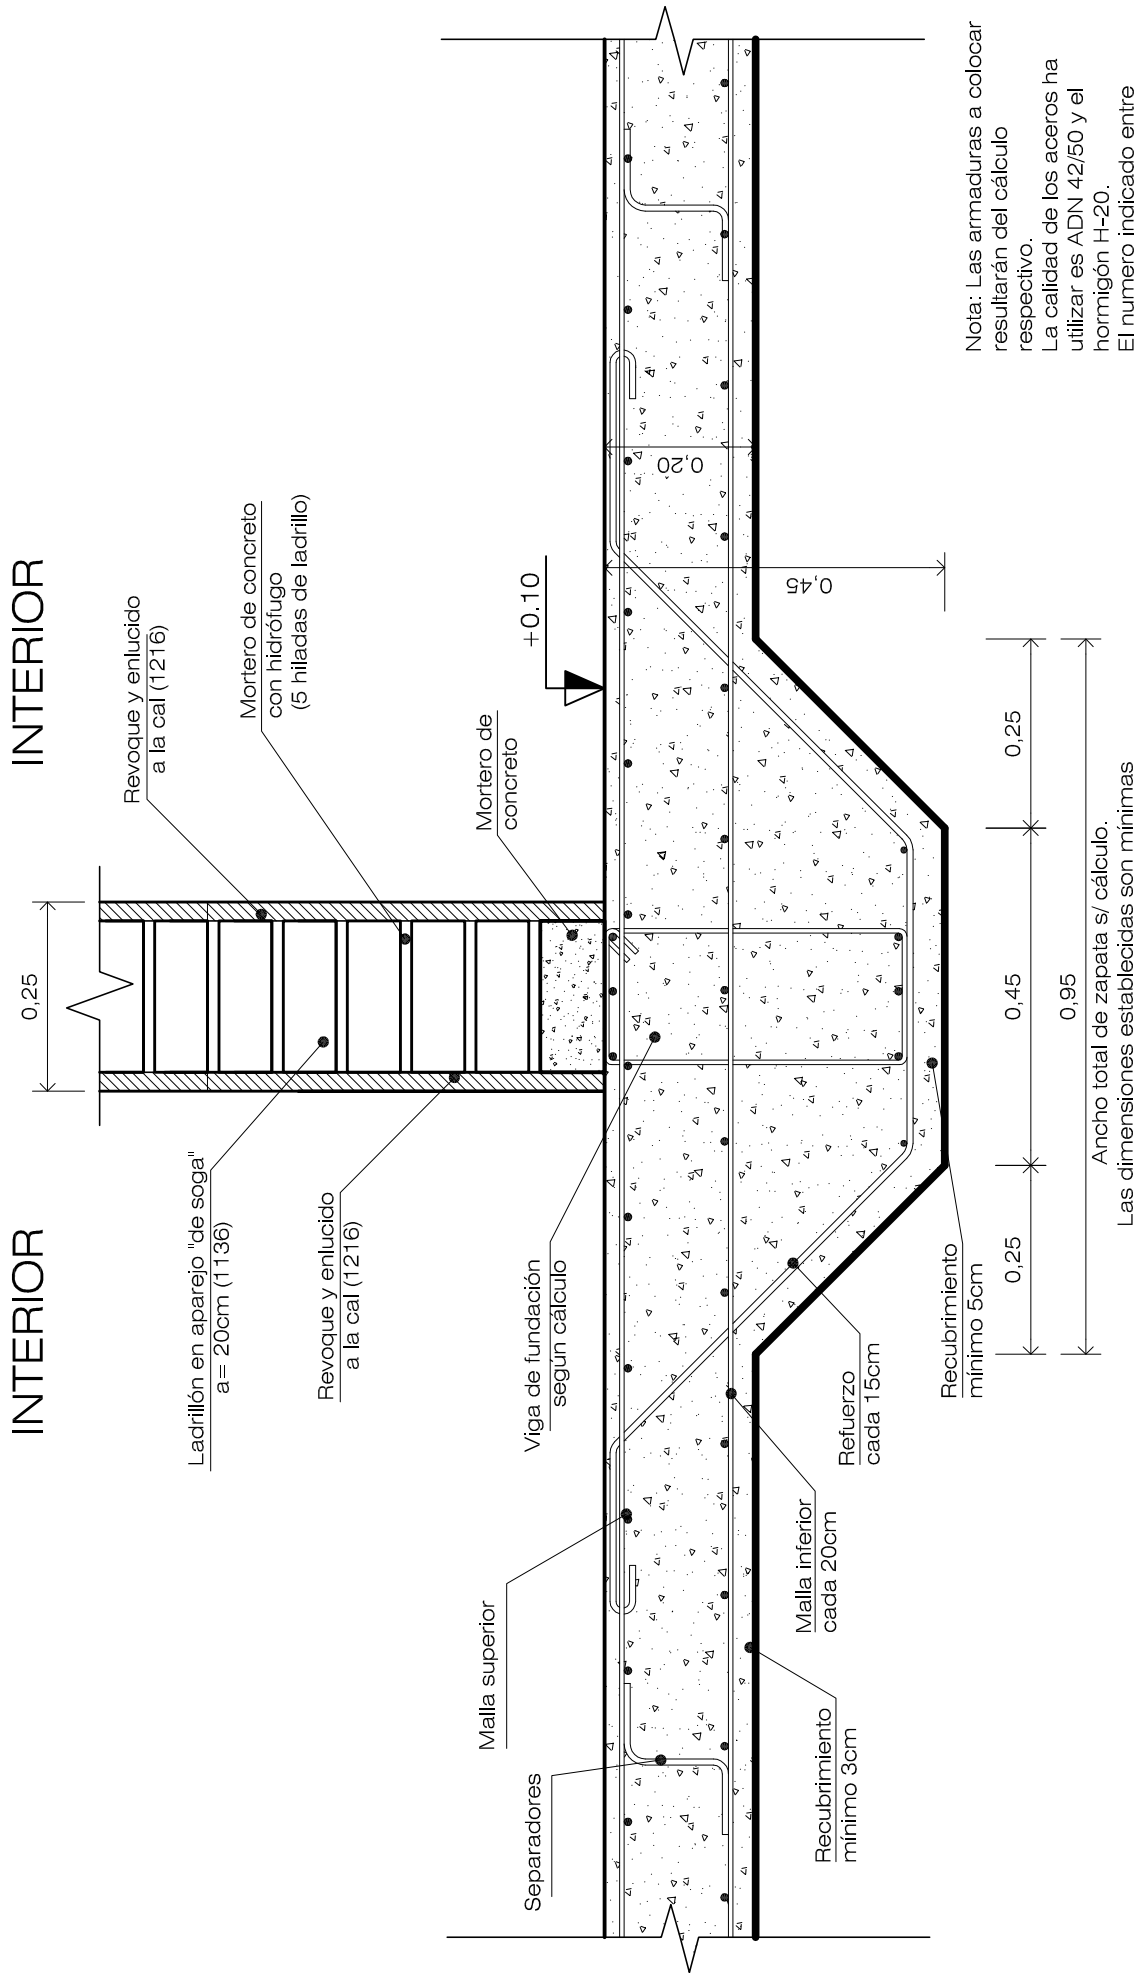 INTERIOR
INTERIOR
0,25
Ladrillón en aparejo "de soga"
a= 20cm (1136)
Revoque y enlucido
a la cal (1216)
Revoque y enlucido
a la cal (1216)
Mortero de concreto
con hidrófugo
(5 hiladas de ladrillo)
Mortero de
concreto
+0.10
Viga de fundación
según cálculo
Malla superior
Separadores
0,20
0,45
Recubrimiento
mínimo 3cm
Malla inferior
cada 20cm
Refuerzo
cada 15cm
Recubrimiento
mínimo 5cm
0,25
0,45
0,25
0,95
Ancho total de zapata s/ cálculo.
Las dimensiones establecidas son mínimas
Nota: Las armaduras a colocar
resultarán del cálculo
respectivo.
La calidad de los aceros ha
utilizar es ADN 42/50 y el
hormigón H-20.
El numero indicado entre